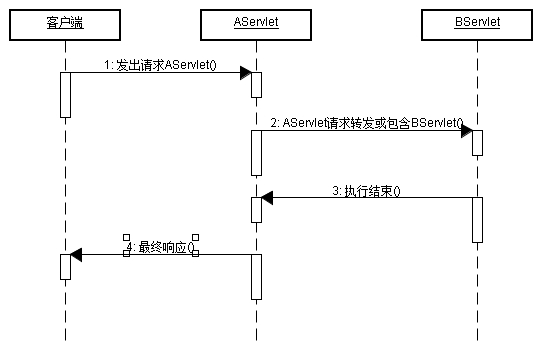 客户端
AServlet
BServlet
1: 发出请求AServlet()
2: AServlet请求转发或包含BServlet()
3: 执行结束()
4: 最终响应()